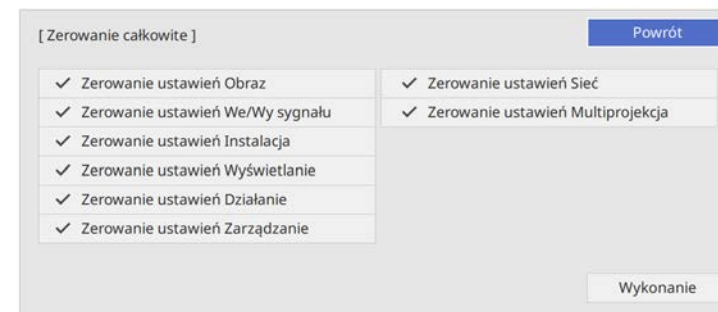 [ Zerowanie całkowite ]
Powrót
Zerowanie ustawień Obraz
Zerowanie ustawień We/Wy sygnału
Zerowanie ustawień Instalacja
Zerowanie ustawień Wyświetlanie
Zerowanie ustawień Działanie
Zerowanie ustawień Zarządzanie
Zerowanie ustawień Sieć
Zerowanie ustawień Multiprojekcja
Wykonanie